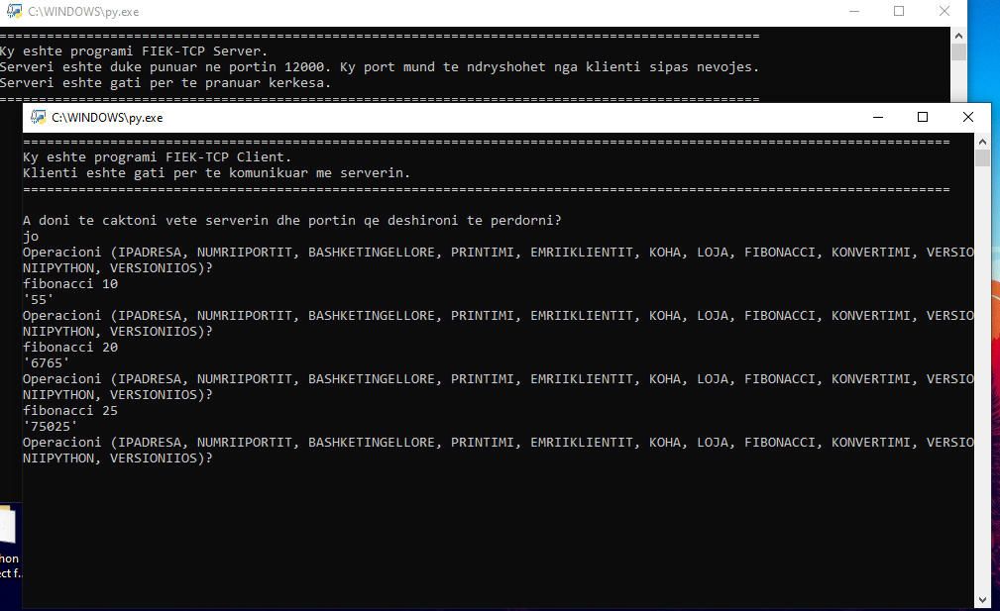 C:\WINDOWS\py.exe
================================================================================================
Ky eshte programi FIEK-TCP Server.
Serveri eshte duke punuar ne portin 12000. Ky port mund te ndryshohet nga klienti sipas nevojes.
Serveri eshte gati per te pranuar kerkesa.
================================================================================================
C:\WINDOWS\py.exe
=====================================================================================================================
Ky eshte programi FIEK-TCP Client.
Klienti eshte gati per te komunikuar me serverin.
=====================================================================================================================
A doni te caktoni vete serverin dhe portin qe deshironi te perdorni?
jo
Operacioni (IPADRESA, NUMRIIPORTIT, BASHKETINGELLORE, PRINTIMI, EMRIIKLIENTIT, KOHA, LOJA, FIBONACCI, KONVERTIMI, VERSIO
NIIPYTHON, VERSIONIIOS)?
fibonacci 10
'55'
Operacioni (IPADRESA, NUMRIIPORTIT, BASHKETINGELLORE, PRINTIMI, EMRIIKLIENTIT, KOHA, LOJA, FIBONACCI, KONVERTIMI, VERSIO
NIIPYTHON, VERSIONIIOS)?
fibonacci 20
'6765'
Operacioni (IPADRESA, NUMRIIPORTIT, BASHKETINGELLORE, PRINTIMI, EMRIIKLIENTIT, KOHA, LOJA, FIBONACCI, KONVERTIMI, VERSIO
NIIPYTHON, VERSIONIIOS)?
fibonacci 25
'75025'
Operacioni (IPADRESA, NUMRIIPORTIT, BASHKETINGELLORE, PRINTIMI, EMRIIKLIENTIT, KOHA, LOJA, FIBONACCI, KONVERTIMI, VERSIO
NIIPYTHON, VERSIONIIOS)?
hon
ect f...